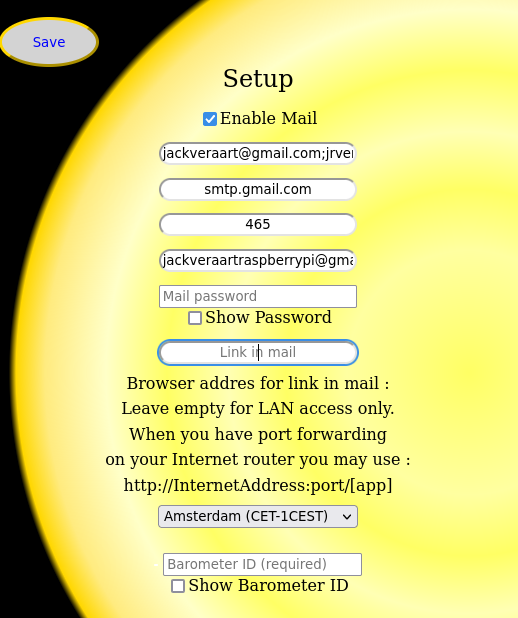 Save
Setup
Enable Mail
jackveraart@gmail.com;jrver
smtp.gmail.com
465
jackveraartraspberrypi@gma
Mail password
Show Password
Link in mail
Browser addres for link in mail :
Leave empty for LAN access only.
When you have port forwarding
on your Internet router you may use :
http://InternetAddress:port/[app]
Amsterdam (CET-1CEST)
Barometer ID (required)
Show Barometer ID